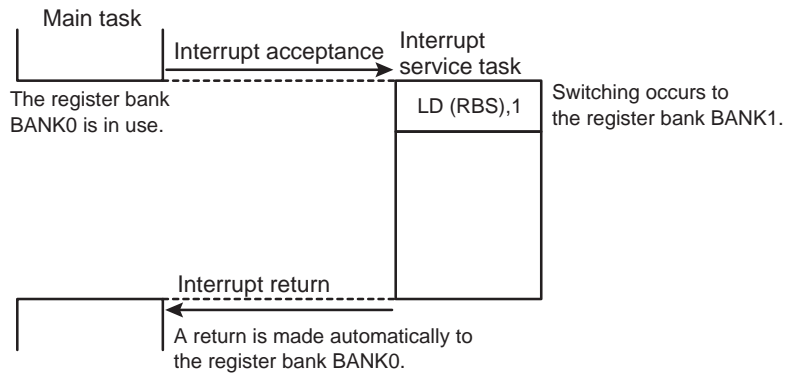 Main task
Interrupt acceptance
Interrupt
service task
The register bank
BANK0 is in use.
LD (RBS),1
Switching occurs to
the register bank BANK1.
Interrupt return
A return is made automatically to
the register bank BANK0.